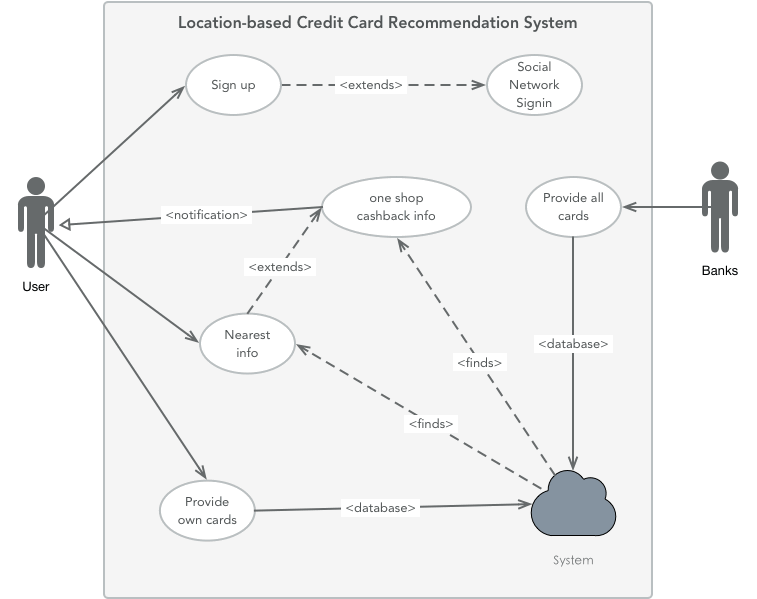 Location-based Credit Card Recommendation System
Sign up
<extends>
Social
Network
Signin
<notification>
one shop
cashback info
Provide all
cards
<extends>
User
Banks
Nearest
info
<database>
<finds>
<finds>
Provide
own cards
<database>
System